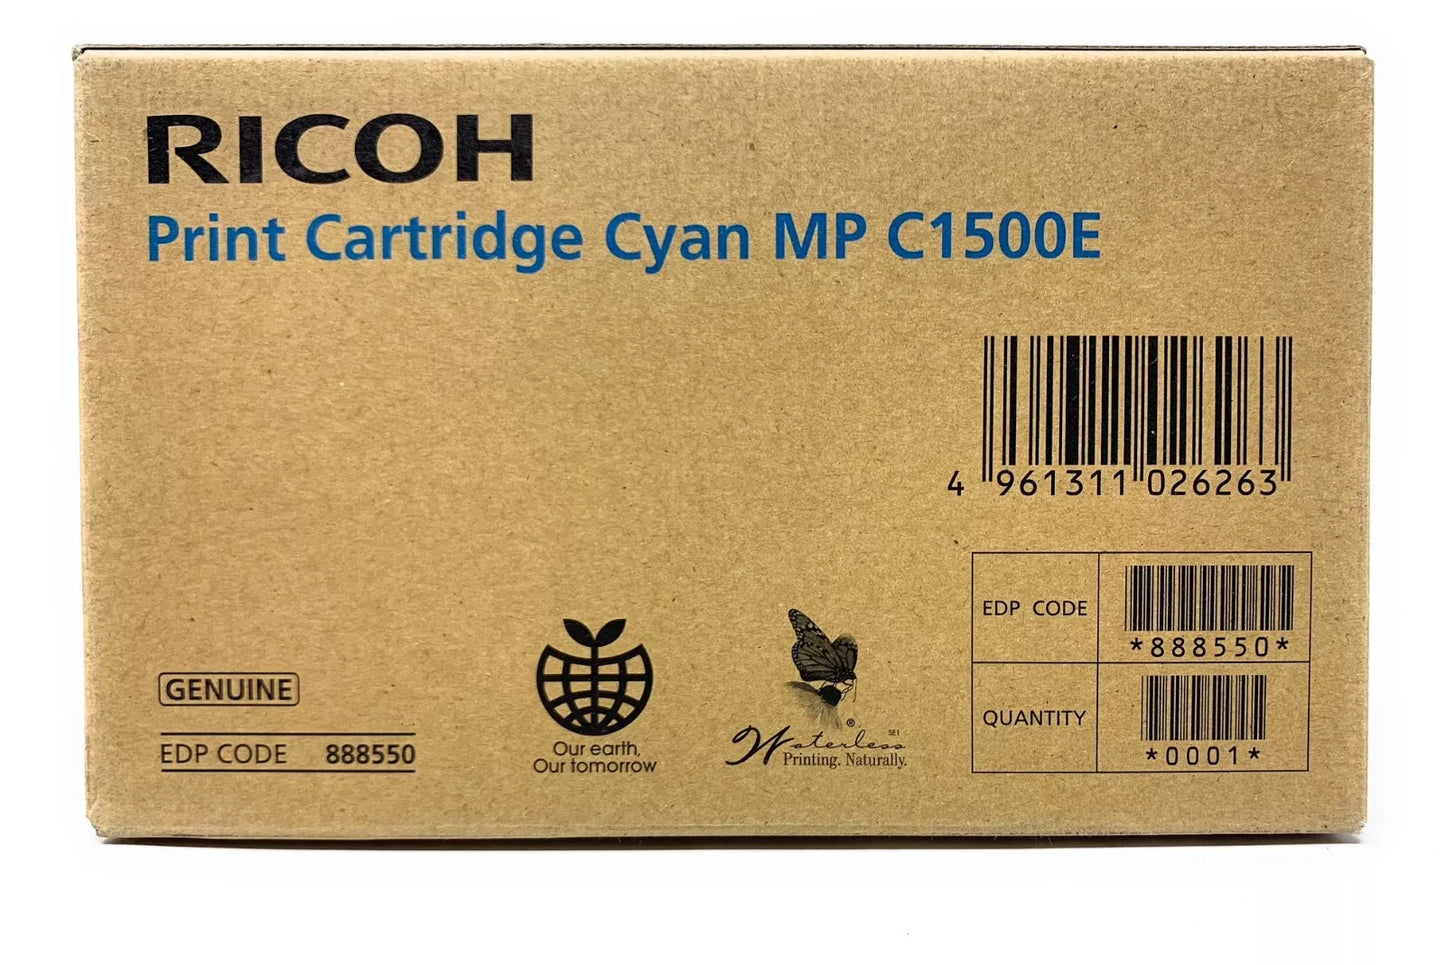 RICOH
Print Cartridge Cyan MP C1500E
4 961311 026263
EDP CODE
*888550*
QUANTITY
*0001*
GENUINE
EDP CODE 888550
Our earth,
Our tomorrow
®
SEI
Waterless
Printing. Naturally.